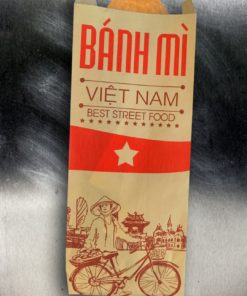 BÁNH MÌ
VIỆT NAM
BEST STREET FOOD